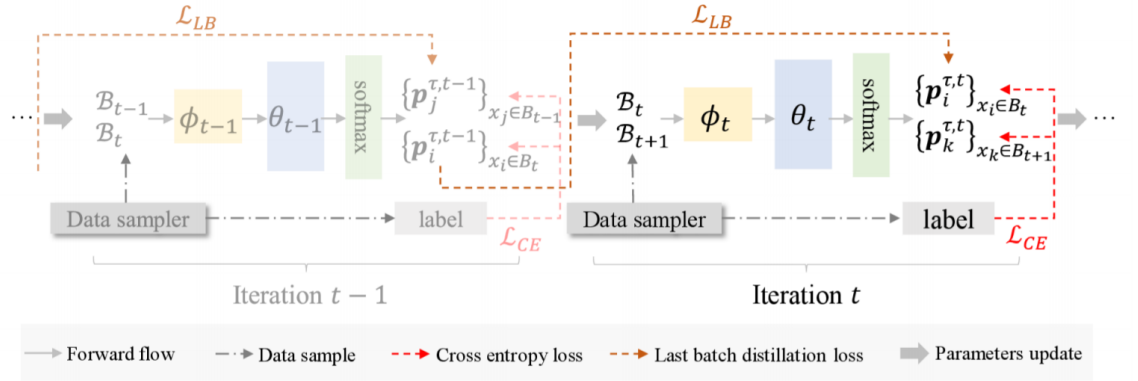 ℒ_LB ℒ_LB
… ℬ_{t−1} ϕ_{t−1} θ_{t−1} softmax {𝒑_j^{τ,t−1}}_{x_j∈B_{t−1}} ℬ_t ϕ_t θ_t softmax {𝒑_i^{τ,t}}_{x_i∈B_t} …
ℬ_t {𝒑_i^{τ,t−1}}_{x_i∈B_t} ℬ_{t+1} {𝒑_k^{τ,t}}_{x_k∈B_{t+1}}
Data sampler label ℒ_CE Data sampler label ℒ_CE
Iteration t − 1 Iteration t
Forward flow Data sample Cross entropy loss Last batch distillation loss Parameters update